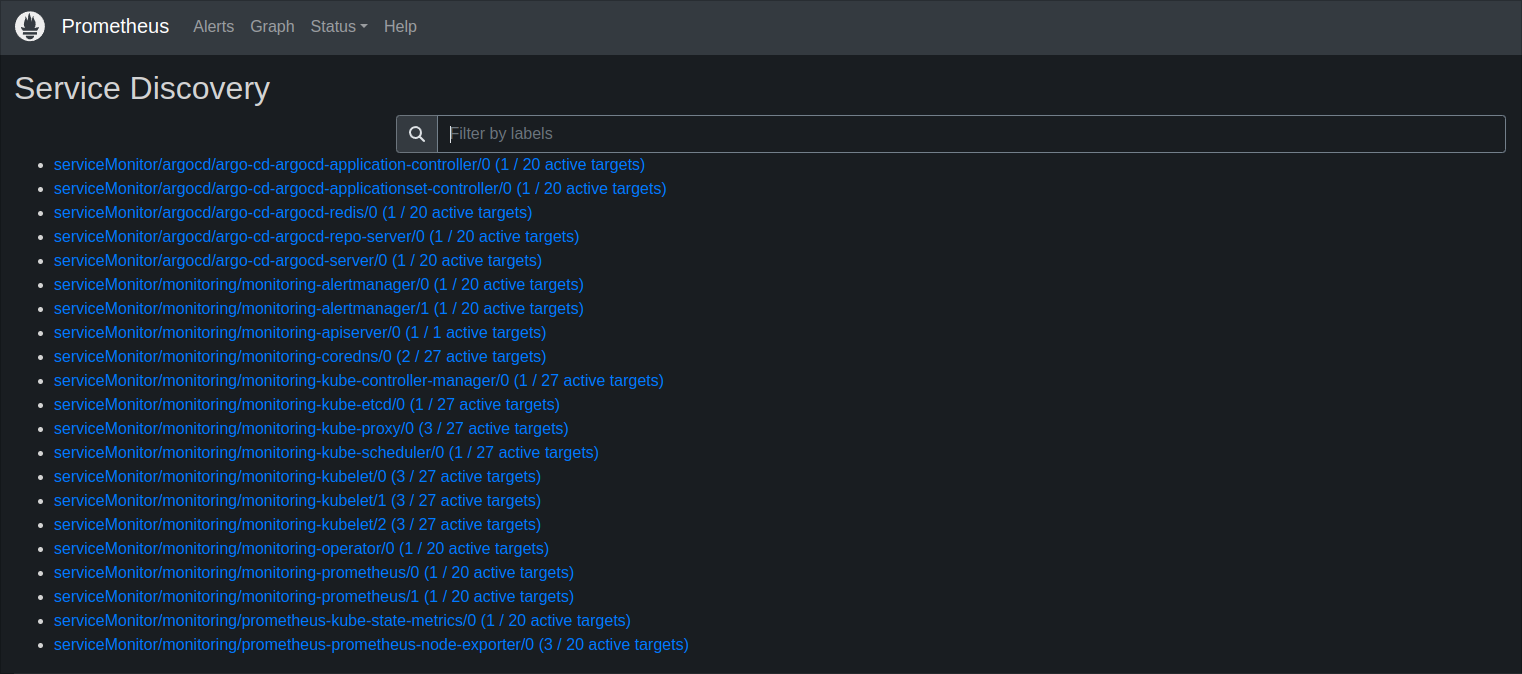 Prometheus Alerts Graph Status Help
Service Discovery
Filter by labels
serviceMonitor/argocd/argo-cd-argocd-application-controller/0 (1 / 20 active targets)
serviceMonitor/argocd/argo-cd-argocd-applicationset-controller/0 (1 / 20 active targets)
serviceMonitor/argocd/argo-cd-argocd-redis/0 (1 / 20 active targets)
serviceMonitor/argocd/argo-cd-argocd-repo-server/0 (1 / 20 active targets)
serviceMonitor/argocd/argo-cd-argocd-server/0 (1 / 20 active targets)
serviceMonitor/monitoring/monitoring-alertmanager/0 (1 / 20 active targets)
serviceMonitor/monitoring/monitoring-alertmanager/1 (1 / 20 active targets)
serviceMonitor/monitoring/monitoring-apiserver/0 (1 / 1 active targets)
serviceMonitor/monitoring/monitoring-coredns/0 (2 / 27 active targets)
serviceMonitor/monitoring/monitoring-kube-controller-manager/0 (1 / 27 active targets)
serviceMonitor/monitoring/monitoring-kube-etcd/0 (1 / 27 active targets)
serviceMonitor/monitoring/monitoring-kube-proxy/0 (3 / 27 active targets)
serviceMonitor/monitoring/monitoring-kube-scheduler/0 (1 / 27 active targets)
serviceMonitor/monitoring/monitoring-kubelet/0 (3 / 27 active targets)
serviceMonitor/monitoring/monitoring-kubelet/1 (3 / 27 active targets)
serviceMonitor/monitoring/monitoring-kubelet/2 (3 / 27 active targets)
serviceMonitor/monitoring/monitoring-operator/0 (1 / 20 active targets)
serviceMonitor/monitoring/monitoring-prometheus/0 (1 / 20 active targets)
serviceMonitor/monitoring/monitoring-prometheus/1 (1 / 20 active targets)
serviceMonitor/monitoring/prometheus-kube-state-metrics/0 (1 / 20 active targets)
serviceMonitor/monitoring/prometheus-prometheus-node-exporter/0 (3 / 20 active targets)